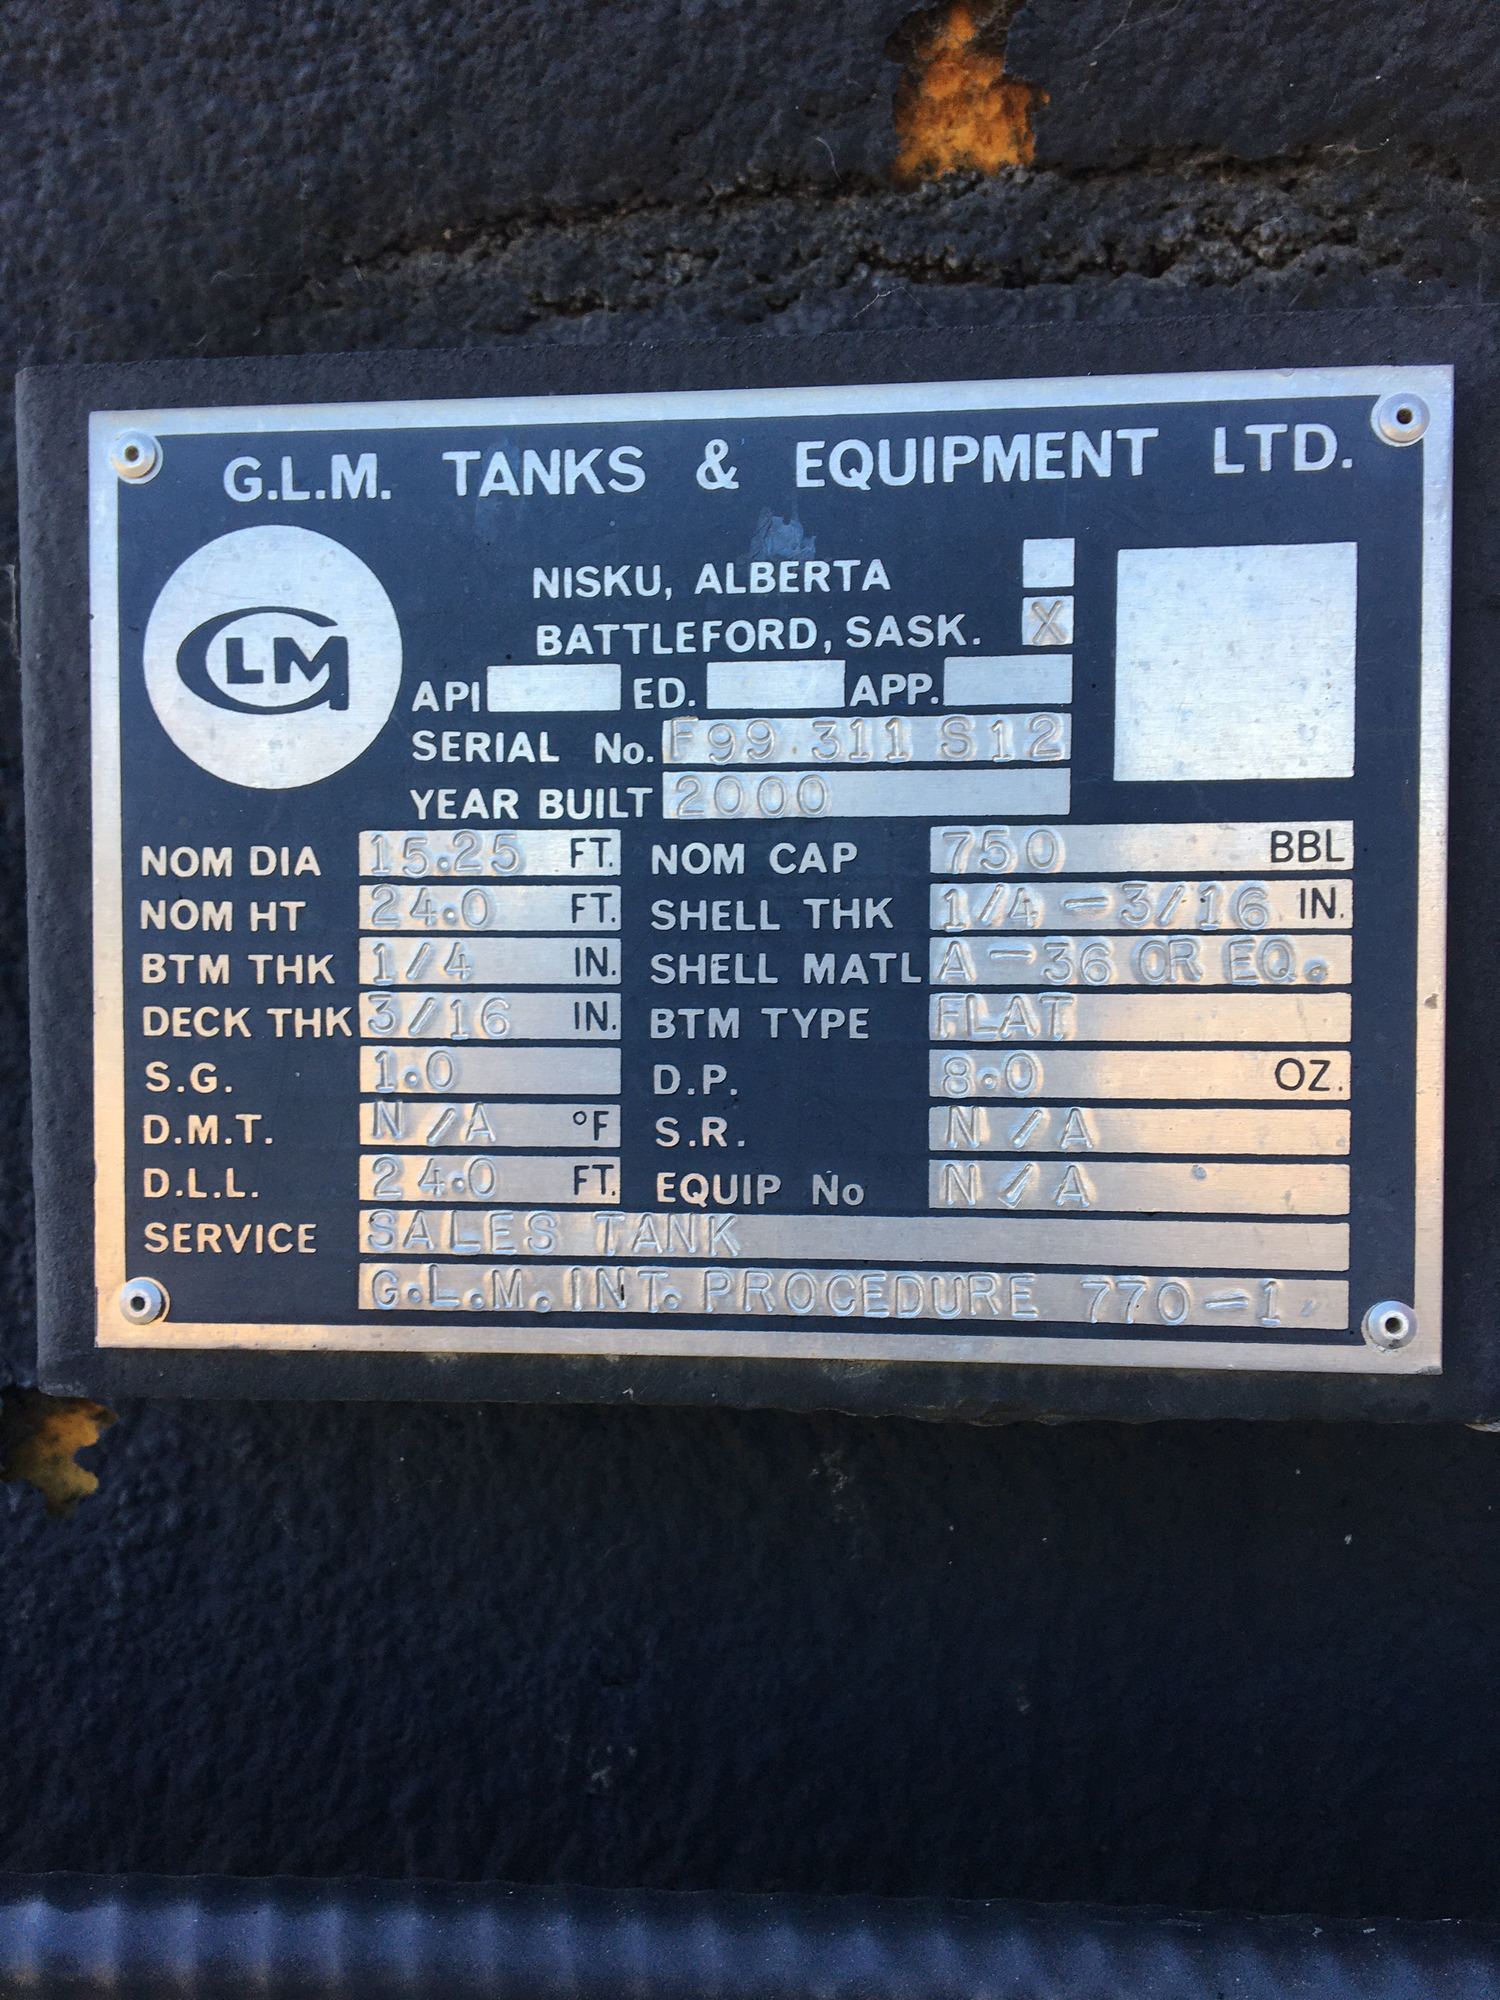 G.L.M. TANKS & EQUIPMENT LTD.
GLM
NISKU, ALBERTA
BATTLEFORD, SASK. X
API ED. APP.
SERIAL No. F99.311 S12
YEAR BUILT 2000
NOM DIA 15.25 FT. NOM CAP 750 BBL
NOM HT 24.0 FT. SHELL THK 1/4-3/16 IN.
BTM THK 1/4 IN. SHELL MATL A-36 OR EQ.
DECK THK 3/16 IN. BTM TYPE FLAT
S.G. 1.0 D.P. 8.0 OZ.
D.M.T. N/A °F S.R. N/A
D.L.L. 24.0 FT. EQUIP No N/A
SERVICE SALES TANK
G.L.M. INT. PROCEDURE 770-1